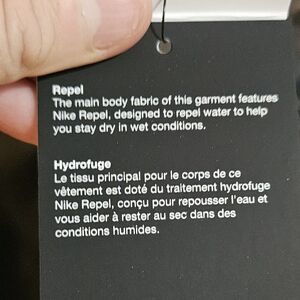 Repel
The main body fabric of this garment features
Nike Repel, designed to repel water to help
you stay dry in wet conditions.
Hydrofuge
Le tissu principal pour le corps de ce
vêtement est doté du traitement hydrofuge
Nike Repel, conçu pour repousser l'eau et
vous aider à rester au sec dans des
conditions humides.